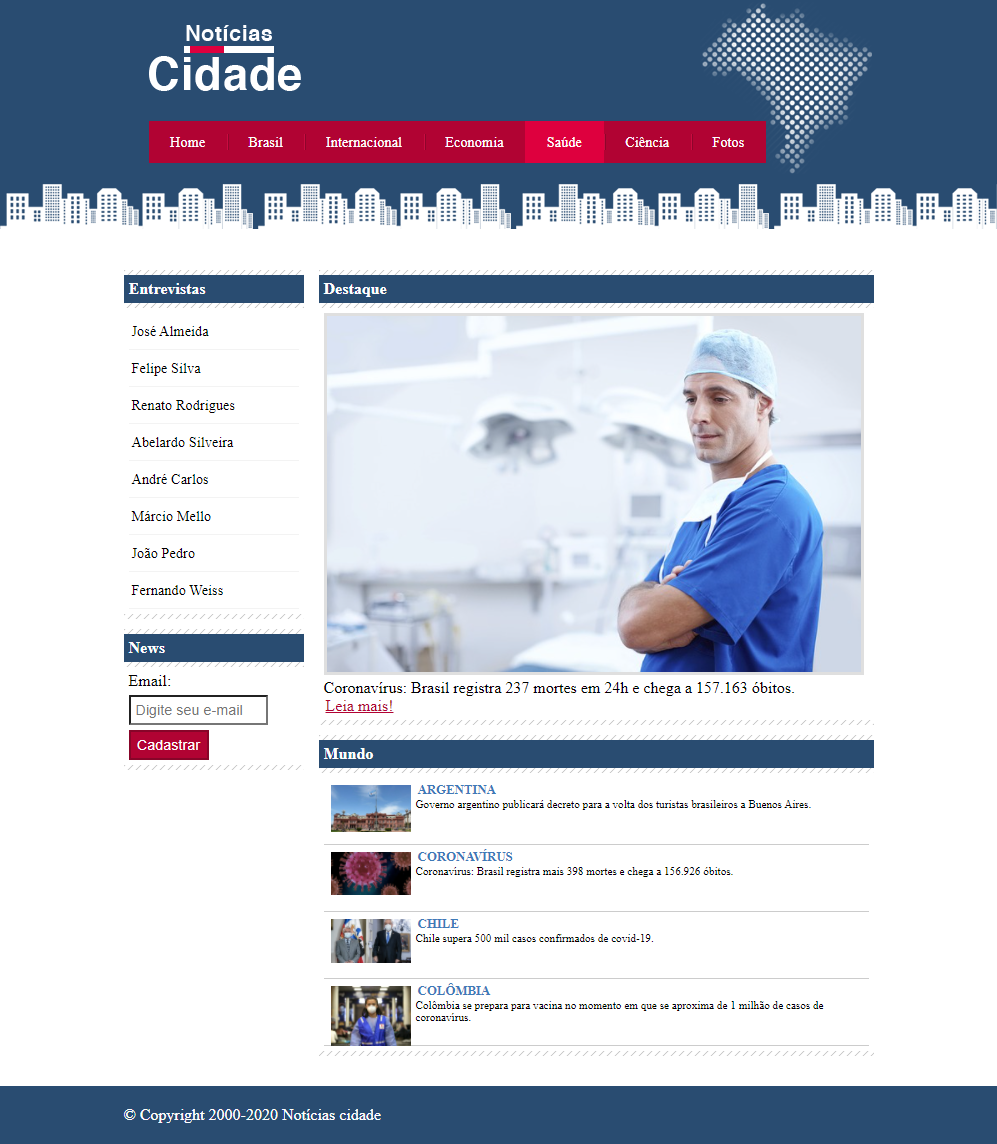 Notícias
Cidade
Home Brasil Internacional Economia Saúde Ciência Fotos
Entrevistas
José Almeida
Felipe Silva
Renato Rodrigues
Abelardo Silveira
André Carlos
Márcio Mello
João Pedro
Fernando Weiss
News
Email:
Digite seu e-mail
Cadastrar
Destaque
Coronavírus: Brasil registra 237 mortes em 24h e chega a 157.163 óbitos.
Leia mais!
Mundo
ARGENTINA
Governo argentino publicará decreto para a volta dos turistas brasileiros a Buenos Aires.
CORONAVÍRUS
Coronavírus: Brasil registra mais 398 mortes e chega a 156.926 óbitos.
CHILE
Chile supera 500 mil casos confirmados de covid-19.
COLÔMBIA
Colômbia se prepara para vacina no momento em que se aproxima de 1 milhão de casos de
coronavírus.
© Copyright 2000-2020 Notícias cidade